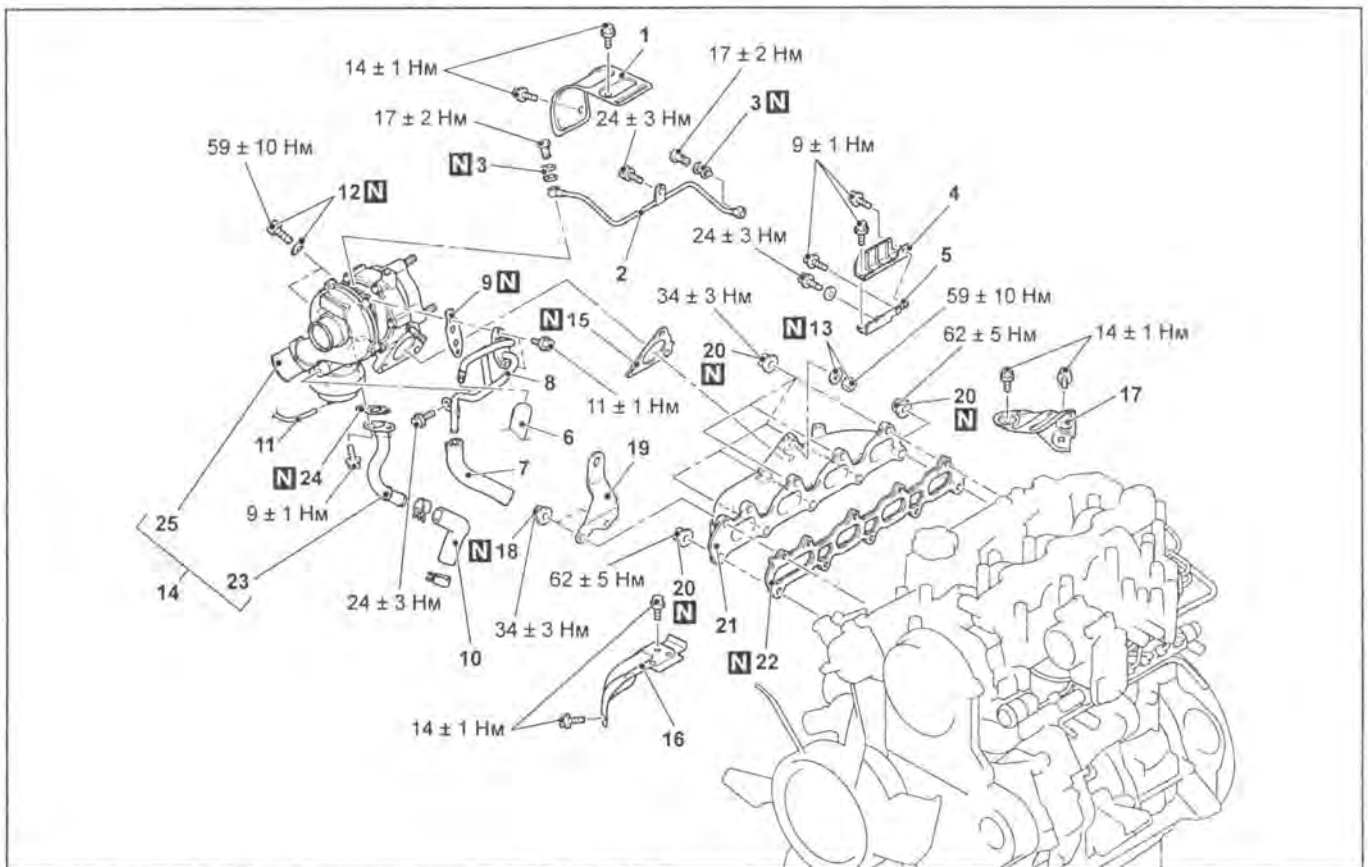 1
14 ± 1 Нм
17 ± 2 Нм
3 N
17 ± 2 Нм
24 ± 3 Нм
9 ± 1 Нм
59 ± 10 Нм
N 3
12 N
4
24 ± 3 Нм
5
2
9 N
34 ± 3 Нм
59 ± 10 Нм
N 15
N 13
14 ± 1 Нм
20
N
62 ± 5 Нм
8
20
N
11 ± 1 Нм
17
11
6
19
7
N 24
25
9 ± 1 Нм
N 18
14
23
62 ± 5 Нм
24 ± 3 Нм
20
N
21
34 ± 3 Нм
10
N 22
14 ± 1 Нм
16